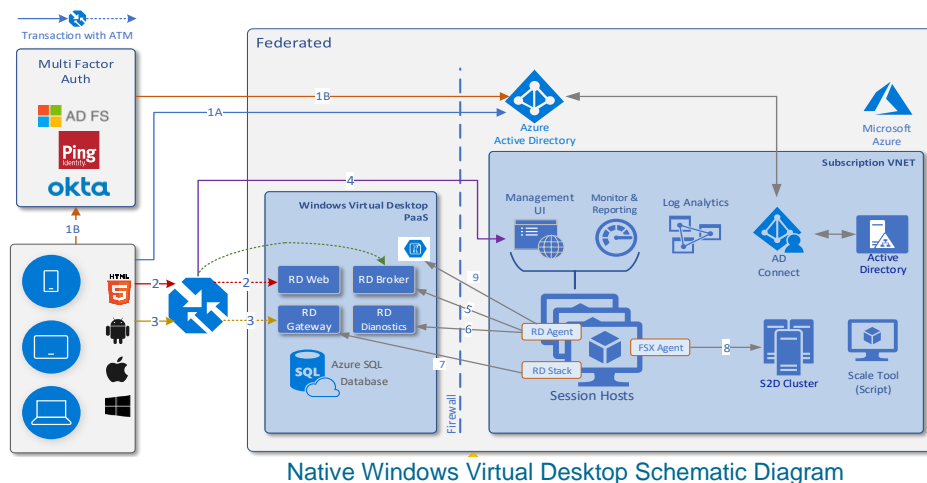 Transaction with ATM
Multi Factor
Auth
AD FS
Ping
Identity
okta
1B
1A
1B
Federated
Azure
Active Directory
Microsoft
Azure
Subscription VNET
Windows Virtual Desktop
PaaS
4
Management
UI
Monitor &
Reporting
Log Analytics
AD
Connect
Active
Directory
HTML
5
2
2
RD Web
RD Broker
3
3
RD
Gateway
RD
Dianostics
SQL
Azure SQL
Database
9
5
6
7
RD Agent
FSX Agent
8
RD Stack
Session Hosts
S2D Cluster
Scale Tool
(Script)
Firewall
Native Windows Virtual Desktop Schematic Diagram